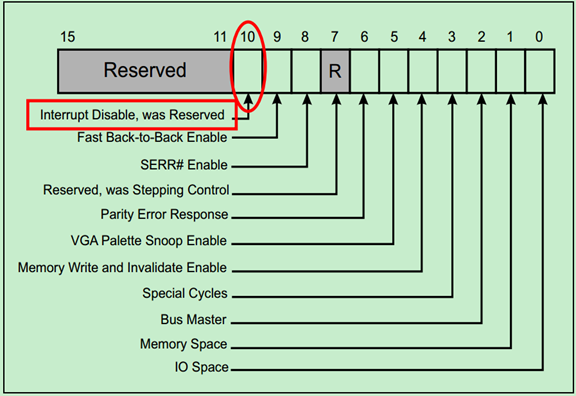 15 11 10 9 8 7 6 5 4 3 2 1 0
Reserved R
Interrupt Disable, was Reserved
Fast Back-to-Back Enable
SERR# Enable
Reserved, was Stepping Control
Parity Error Response
VGA Palette Snoop Enable
Memory Write and Invalidate Enable
Special Cycles
Bus Master
Memory Space
IO Space